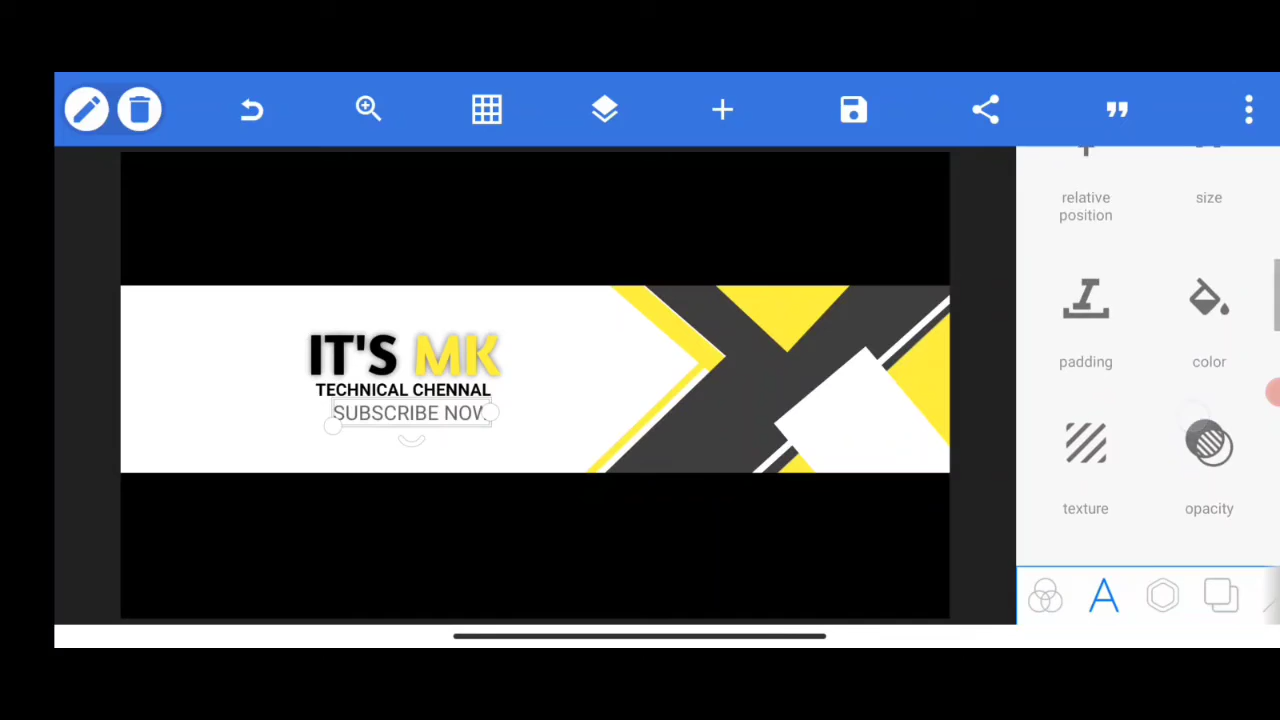 relative size
position
IT'S MK
TECHNICAL CHENNAL
SUBSCRIBE NOW
padding color
texture opacity